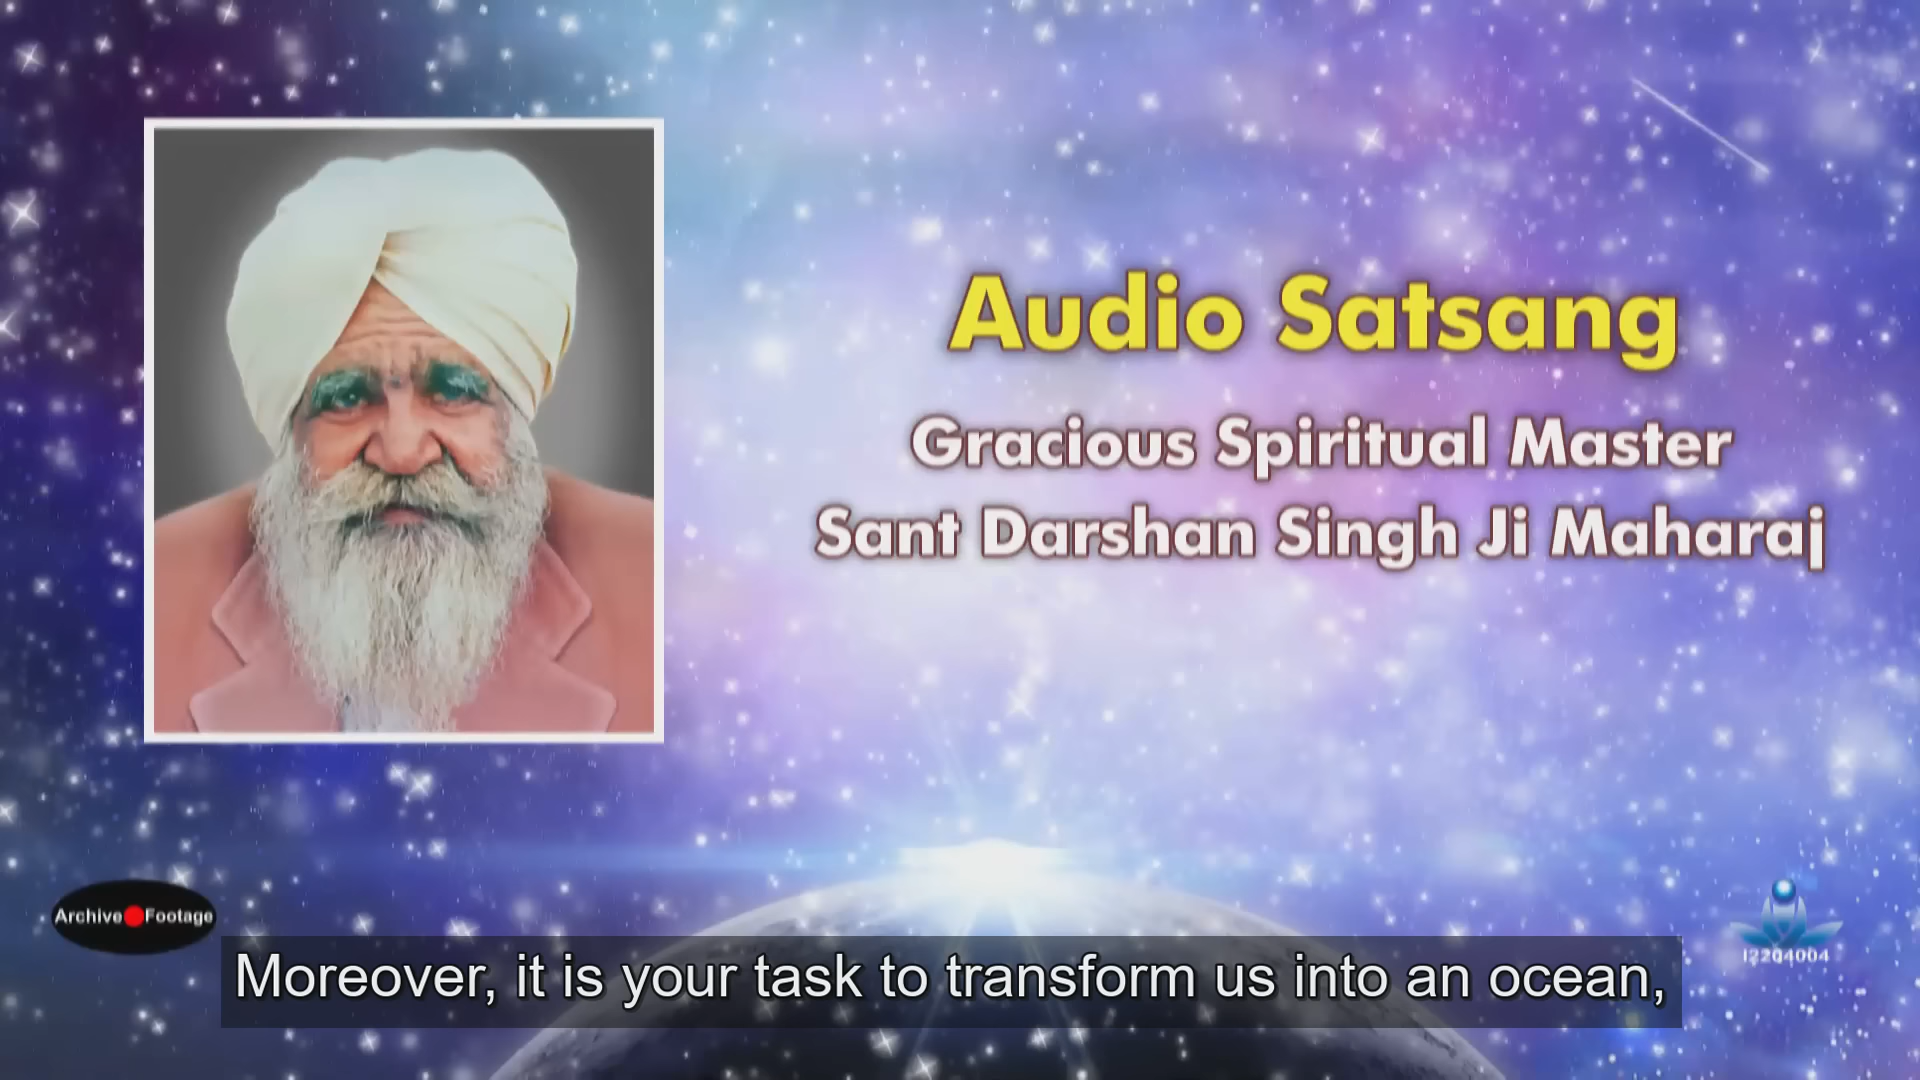 Audio Satsang
Gracious Spiritual Master
Sant Darshan Singh Ji Maharaj
Archive Footage
12204004
Moreover, it is your task to transform us into an ocean,